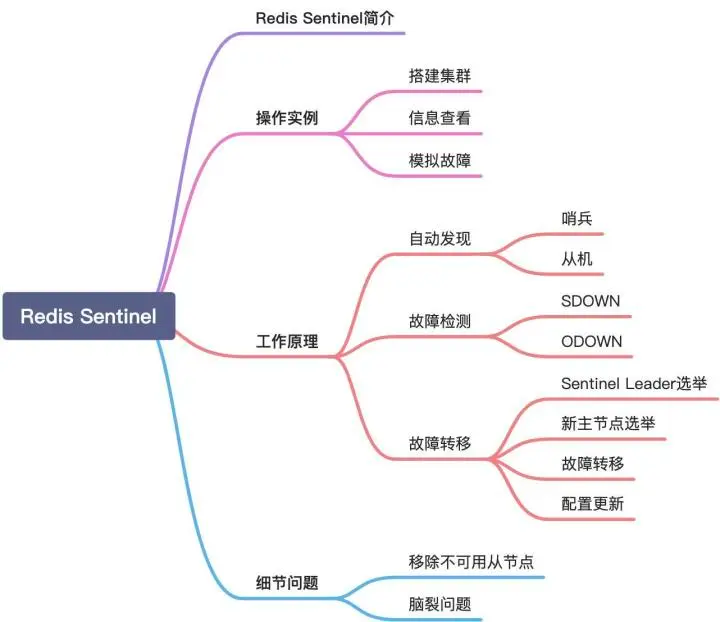 Redis Sentinel
Redis Sentinel简介
操作实例
搭建集群
信息查看
模拟故障
工作原理
自动发现
哨兵
从机
故障检测
SDOWN
ODOWN
故障转移
Sentinel Leader选举
新主节点选举
故障转移
配置更新
细节问题
移除不可用从节点
脑裂问题